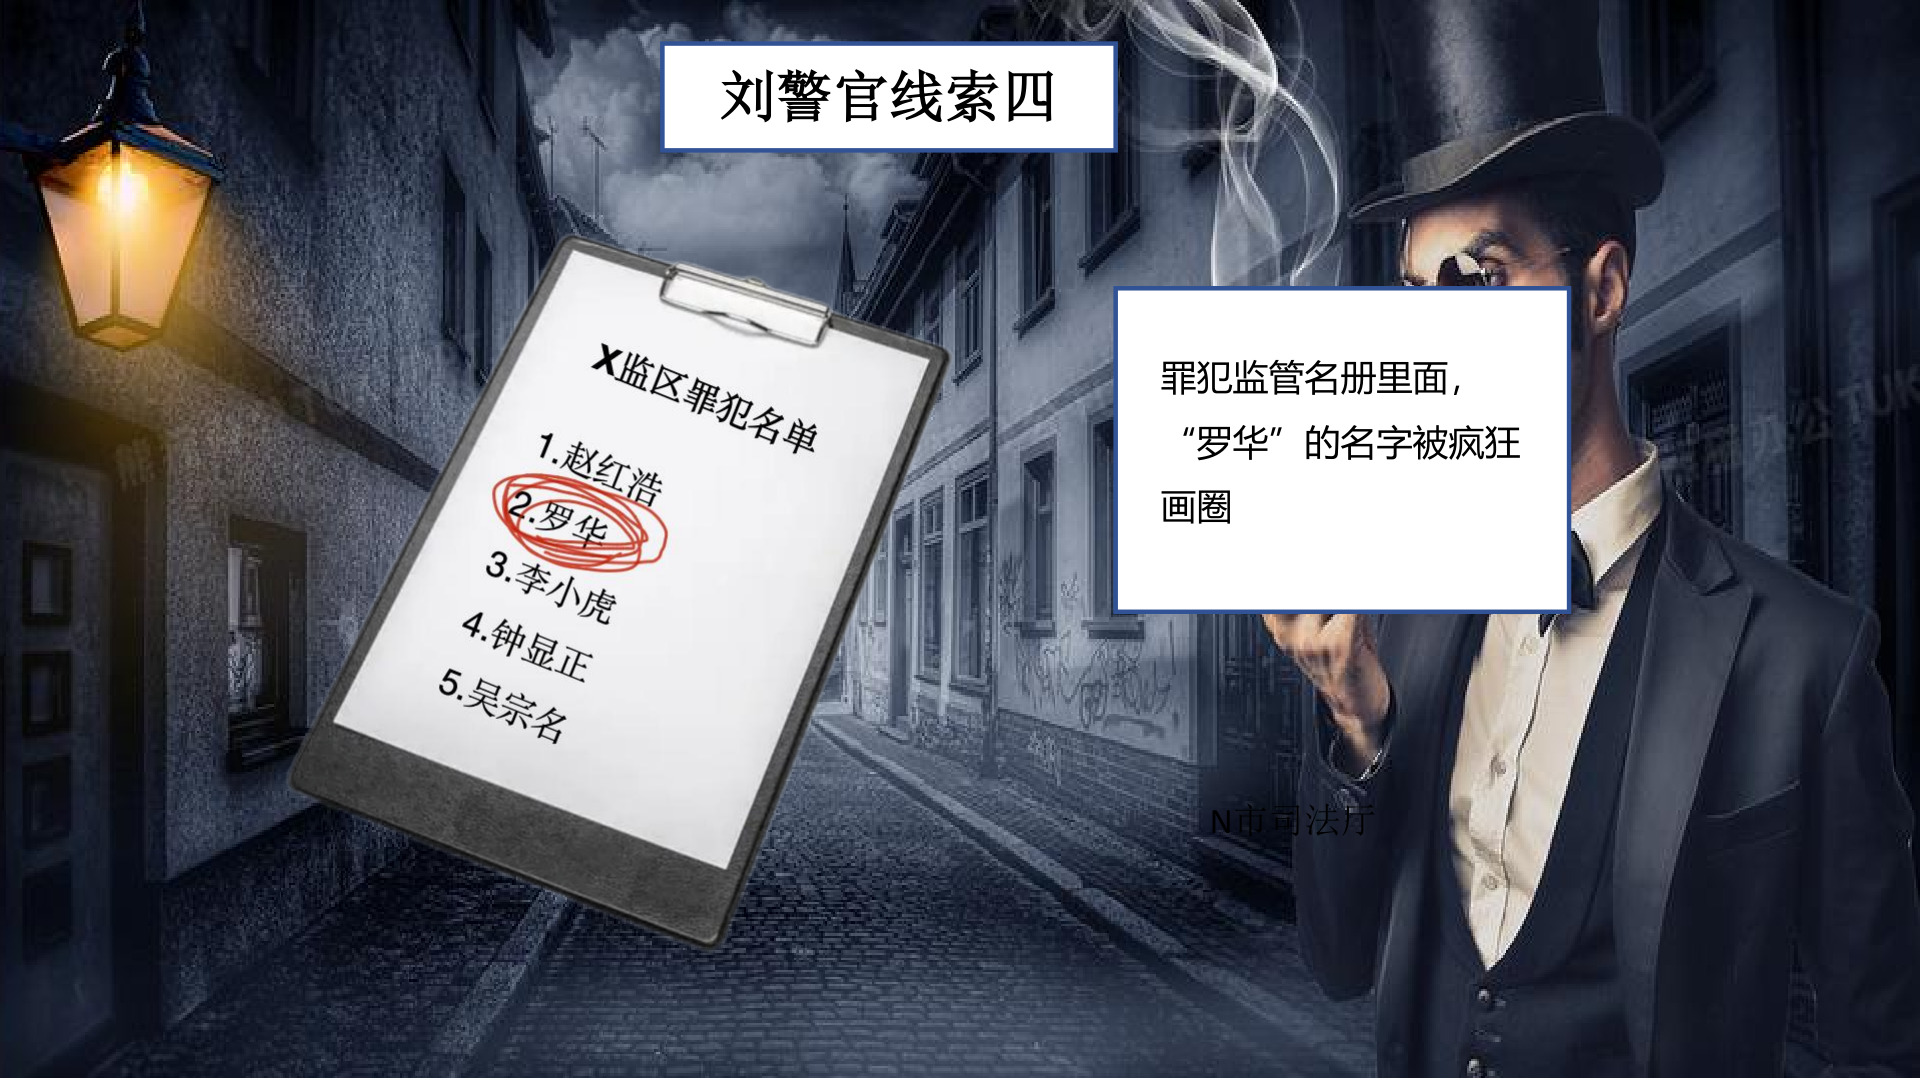 刘警官线索四
X监区罪犯名单
1.赵红浩
2.罗华
3.李小虎
4.钟显正
5.吴宗名
罪犯监管名册里面，
“罗华”的名字被疯狂
画圈
N市司法厅